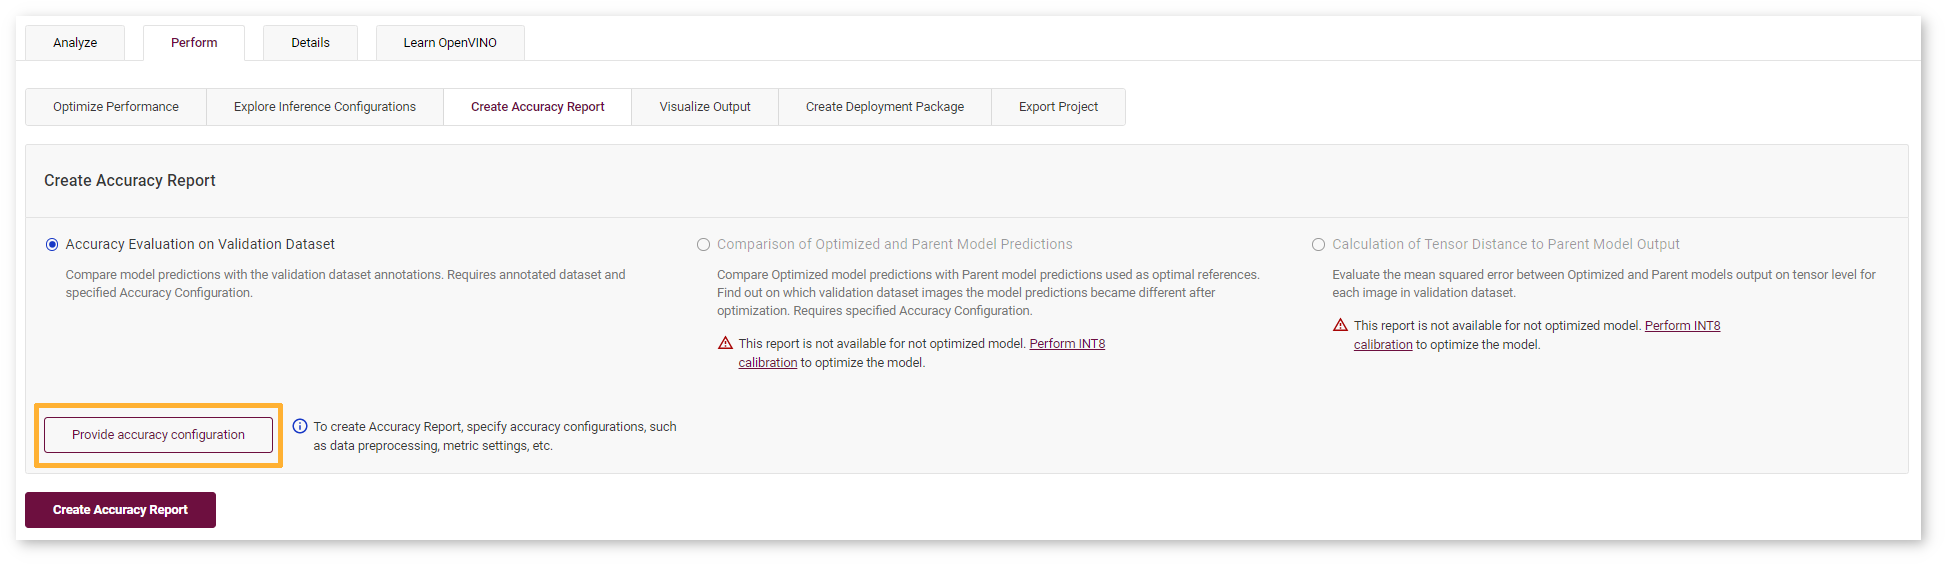 Analyze
Perform
Details
Learn OpenVINO
Optimize Performance
Explore Inference Configurations
Create Accuracy Report
Visualize Output
Create Deployment Package
Export Project
Create Accuracy Report
Accuracy Evaluation on Validation Dataset
Compare model predictions with the validation dataset annotations. Requires annotated dataset and
specified Accuracy Configuration.
Comparison of Optimized and Parent Model Predictions
Compare Optimized model predictions with Parent model predictions used as optimal references.
Find out on which validation dataset images the model predictions became different after
optimization. Requires specified Accuracy Configuration.
This report is not available for not optimized model. Perform INT8
calibration to optimize the model.
Calculation of Tensor Distance to Parent Model Output
Evaluate the mean squared error between Optimized and Parent models output on tensor level for
each image in validation dataset.
This report is not available for not optimized model. Perform INT8
calibration to optimize the model.
Provide accuracy configuration
To create Accuracy Report, specify accuracy configurations, such
as data preprocessing, metric settings, etc.
Create Accuracy Report